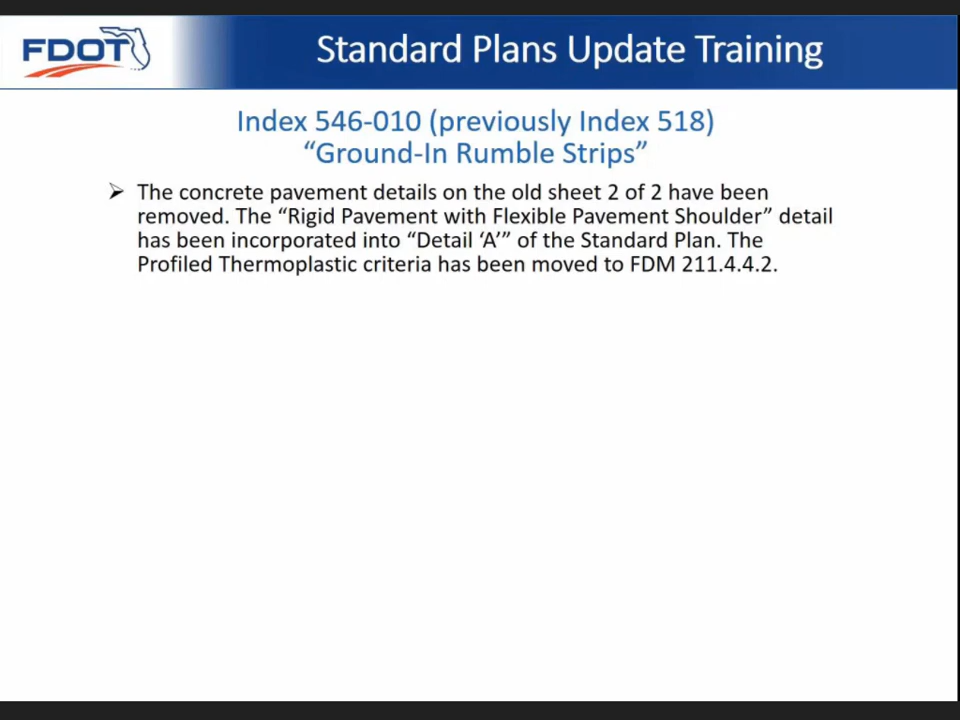 FDOT
Standard Plans Update Training
Index 546-010 (previously Index 518)
“Ground-In Rumble Strips”
➢ The concrete pavement details on the old sheet 2 of 2 have been
removed. The “Rigid Pavement with Flexible Pavement Shoulder” detail
has been incorporated into “Detail ‘A’” of the Standard Plan. The
Profiled Thermoplastic criteria has been moved to FDM 211.4.4.2.